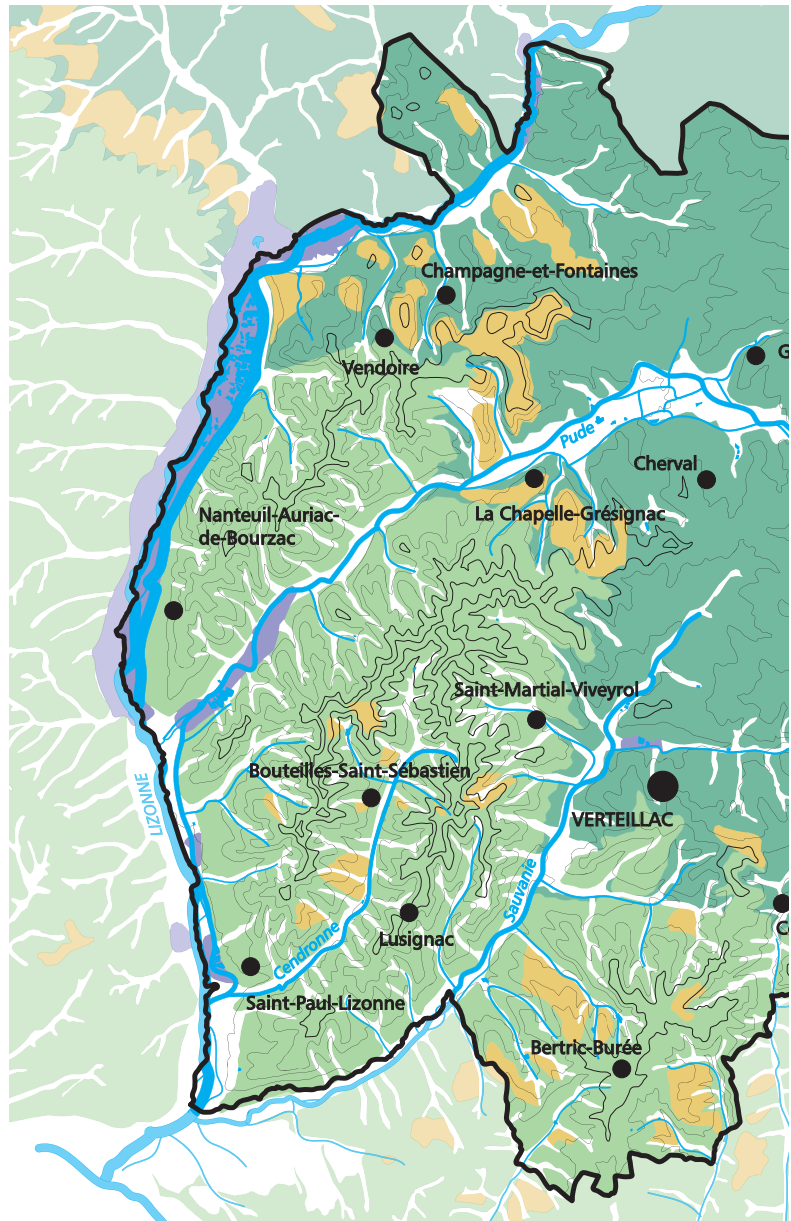 Champagne-et-Fontaines
Vendoire
G
Pude
Cherval
Nanteuil-Auriac-
de-Bourzac
La Chapelle-Grésignac
Saint-Martial-Viveyrol
Bouteilles-Saint-Sébastien
LIZONNE
VERTEILLAC
Sauvanie
Lusignac
C
Cendronne
Saint-Paul-Lizonne
Bertric-Burée